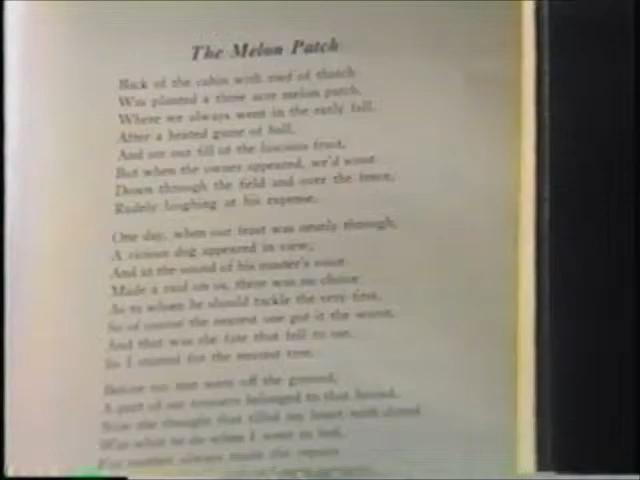 The Melon Patch
Back of the cabin with roof of thatch
Was planted a three acre melon patch,
Where we always went in the early fall,
After a heated game of ball,
And eat our fill of the luscious fruit,
But when the owner appeared, we'd scoot
Down through the field and over the fence,
Rudely laughing at his expense.
One day, when our feast was nearly through,
A vicious dog appeared in view,
And at the sound of his master's voice
Made a raid on us, there was no choice
As to whom he should tackle the very first,
So of course the nearest one got it the worst,
And that was the fate that fell to me,
So I started for the nearest tree.
Before my feet were off the ground,
A part of my trousers belonged to that hound,
Now the thought that filled my heart with dread
Was what to do when I went to bed,
For mother always made the repairs